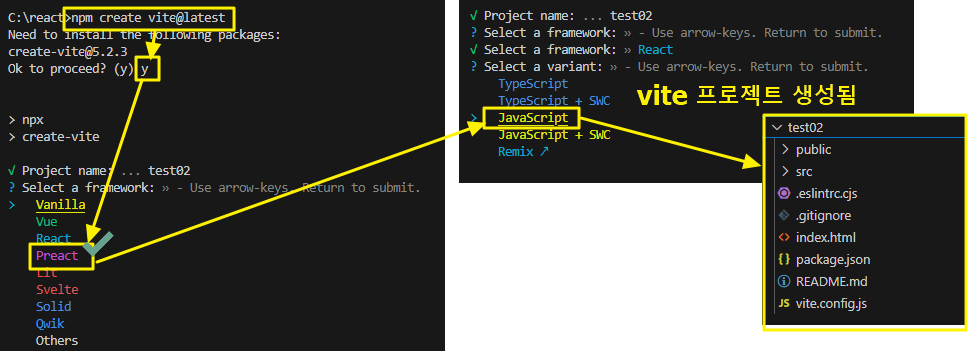 C:\react>npm create vite@latest
Need to install the following packages:
create-vite@5.2.3
Ok to proceed? (y) y
> npx
> create-vite
√ Project name: ... test02
? Select a framework: » - Use arrow-keys. Return to submit.
> Vanilla
Vue
React
Preact
Lit
Svelte
Solid
Qwik
Others
√ Project name: ... test02
? Select a framework: » - Use arrow-keys. Return to submit.
√ Select a framework: » React
? Select a variant: » - Use arrow-keys. Return to submit.
TypeScript
TypeScript + SWC
> JavaScript
JavaScript + SWC
Remix ↗
vite 프로젝트 생성됨
test02
public
src
.eslintrc.cjs
.gitignore
index.html
package.json
README.md
vite.config.js